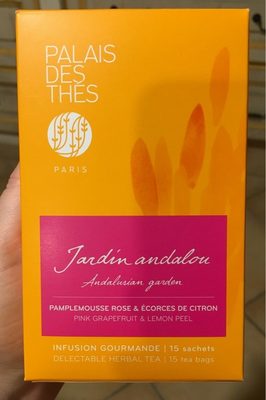 PALAIS
DES
THÉS
PARIS
Jardin andalou
Andalusian garden
PAMPLEMOUSSE ROSE & ÉCORCES DE CITRON
PINK GRAPEFRUIT & LEMON PEEL
INFUSION GOURMANDE | 15 sachets
DELECTABLE HERBAL TEA | 15 tea bags